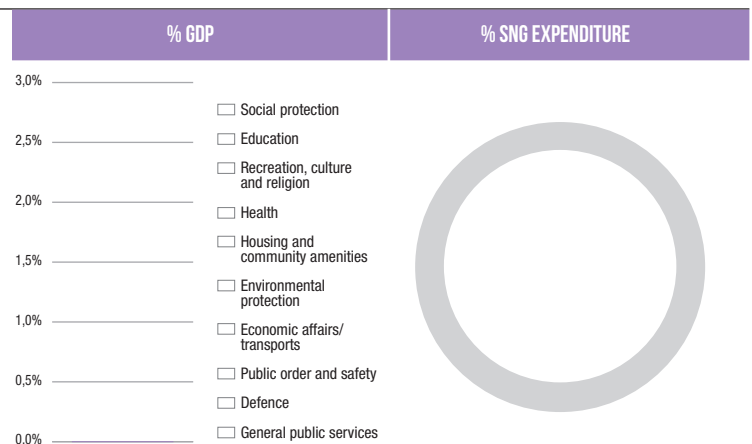 % GDP
% SNG EXPENDITURE
3,0%
2,5%
2,0%
1,5%
1,0%
0,5%
0.0%
Social protection
Education
Recreation, culture
and religion
Health
Housing and
community amenities
Environmental
protection
Economic affairs/
transports
Public order and safety
Defence
General public services